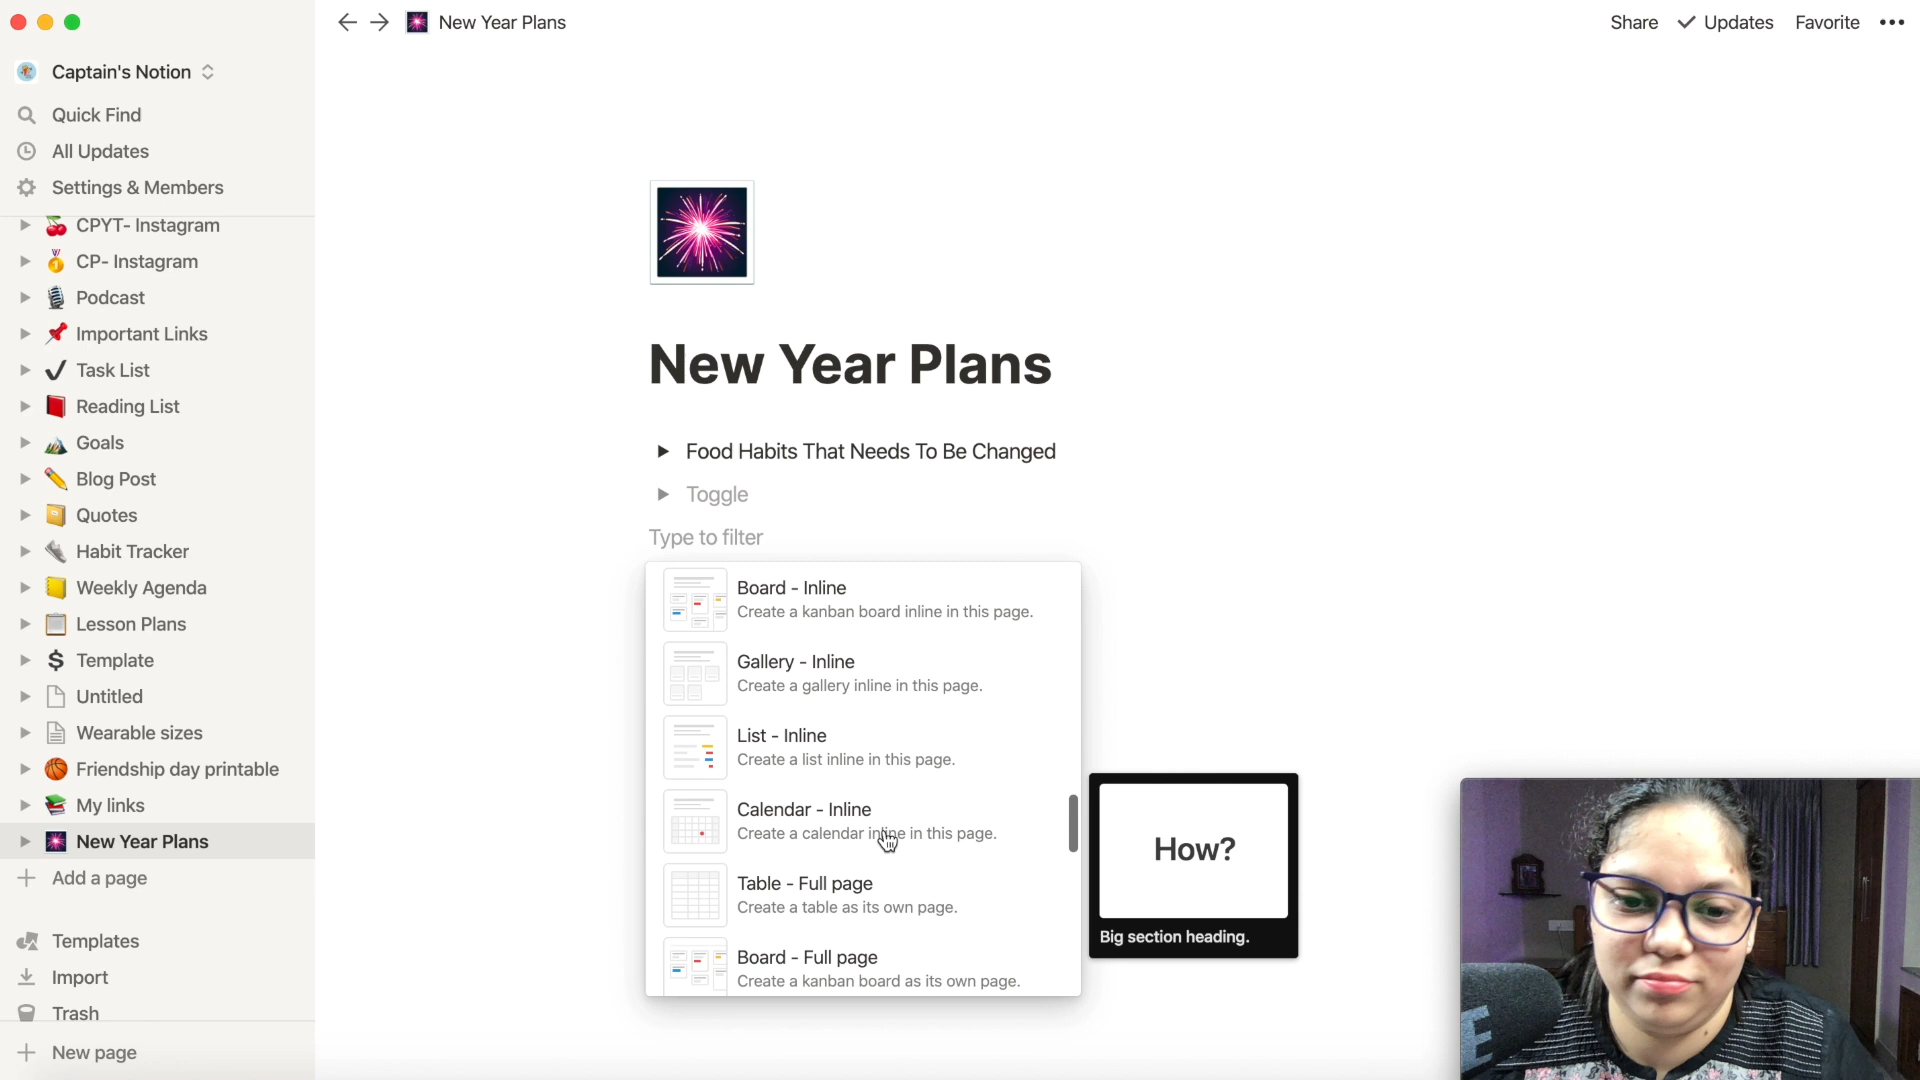 New Year Plans
Share
Updates
Favorite
Captain's Notion
Quick Find
All Updates
Settings & Members
CPYT- Instagram
CP- Instagram
Podcast
Important Links
Task List
Reading List
Goals
Blog Post
Quotes
Habit Tracker
Weekly Agenda
Lesson Plans
Template
Untitled
Wearable sizes
Friendship day printable
My links
New Year Plans
Add a page
Templates
Import
Trash
New page
New Year Plans
Food Habits That Needs To Be Changed
Toggle
Type to filter
Board - Inline
Create a kanban board inline in this page.
Gallery - Inline
Create a gallery inline in this page.
List - Inline
Create a list inline in this page.
Calendar - Inline
Create a calendar inline in this page.
Table - Full page
Create a table as its own page.
Board - Full page
Create a kanban board as its own page.
How?
Big section heading.